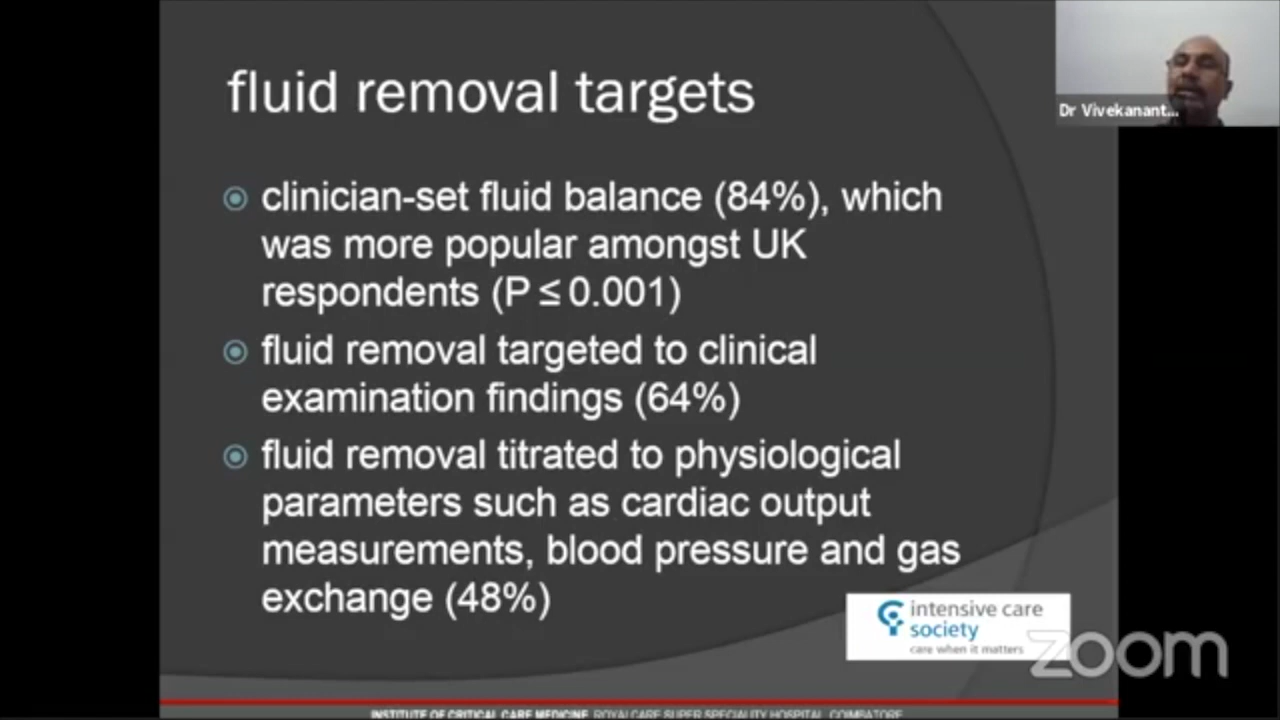 fluid removal targets
Dr Vivekanant...
clinician-set fluid balance (84%), which
was more popular amongst UK
respondents (P ≤ 0.001)
fluid removal targeted to clinical
examination findings (64%)
fluid removal titrated to physiological
parameters such as cardiac output
measurements, blood pressure and gas
exchange (48%)
intensive care
society
care when it matters
zoom
INSTITUTE OF CRITICAL CARE MEDICINE, ROYALCARE SUPER SPECIALITY HOSPITAL, COIMBATORE